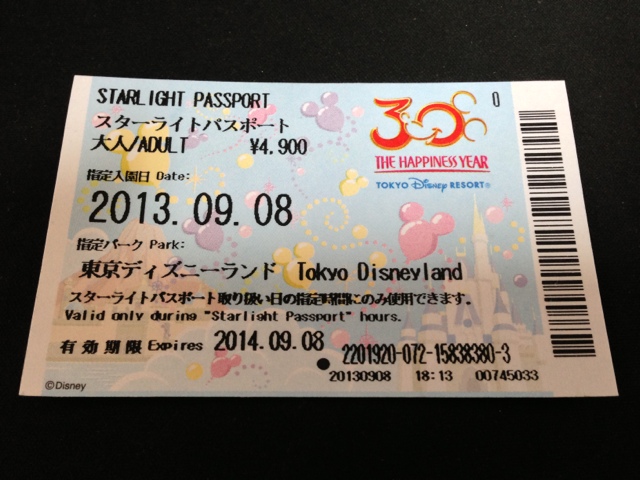 STARLIGHT PASSPORT
スターライトパスポート
大人/ADULT ¥4,900
指定入園日 Date:
2013.09.08
指定パーク Park:
東京ディズニーランド Tokyo Disneyland
スターライトパスポート取り扱い日の指定時間にのみ使用できます。
Valid only during "Starlight Passport" hours.
有効期限 Expires 2014.09.08
2201920-072-15838380-3
20130908 18:13 00745033
©Disney
30
THE HAPPINESS YEAR
TOKYO Disney RESORT®
0